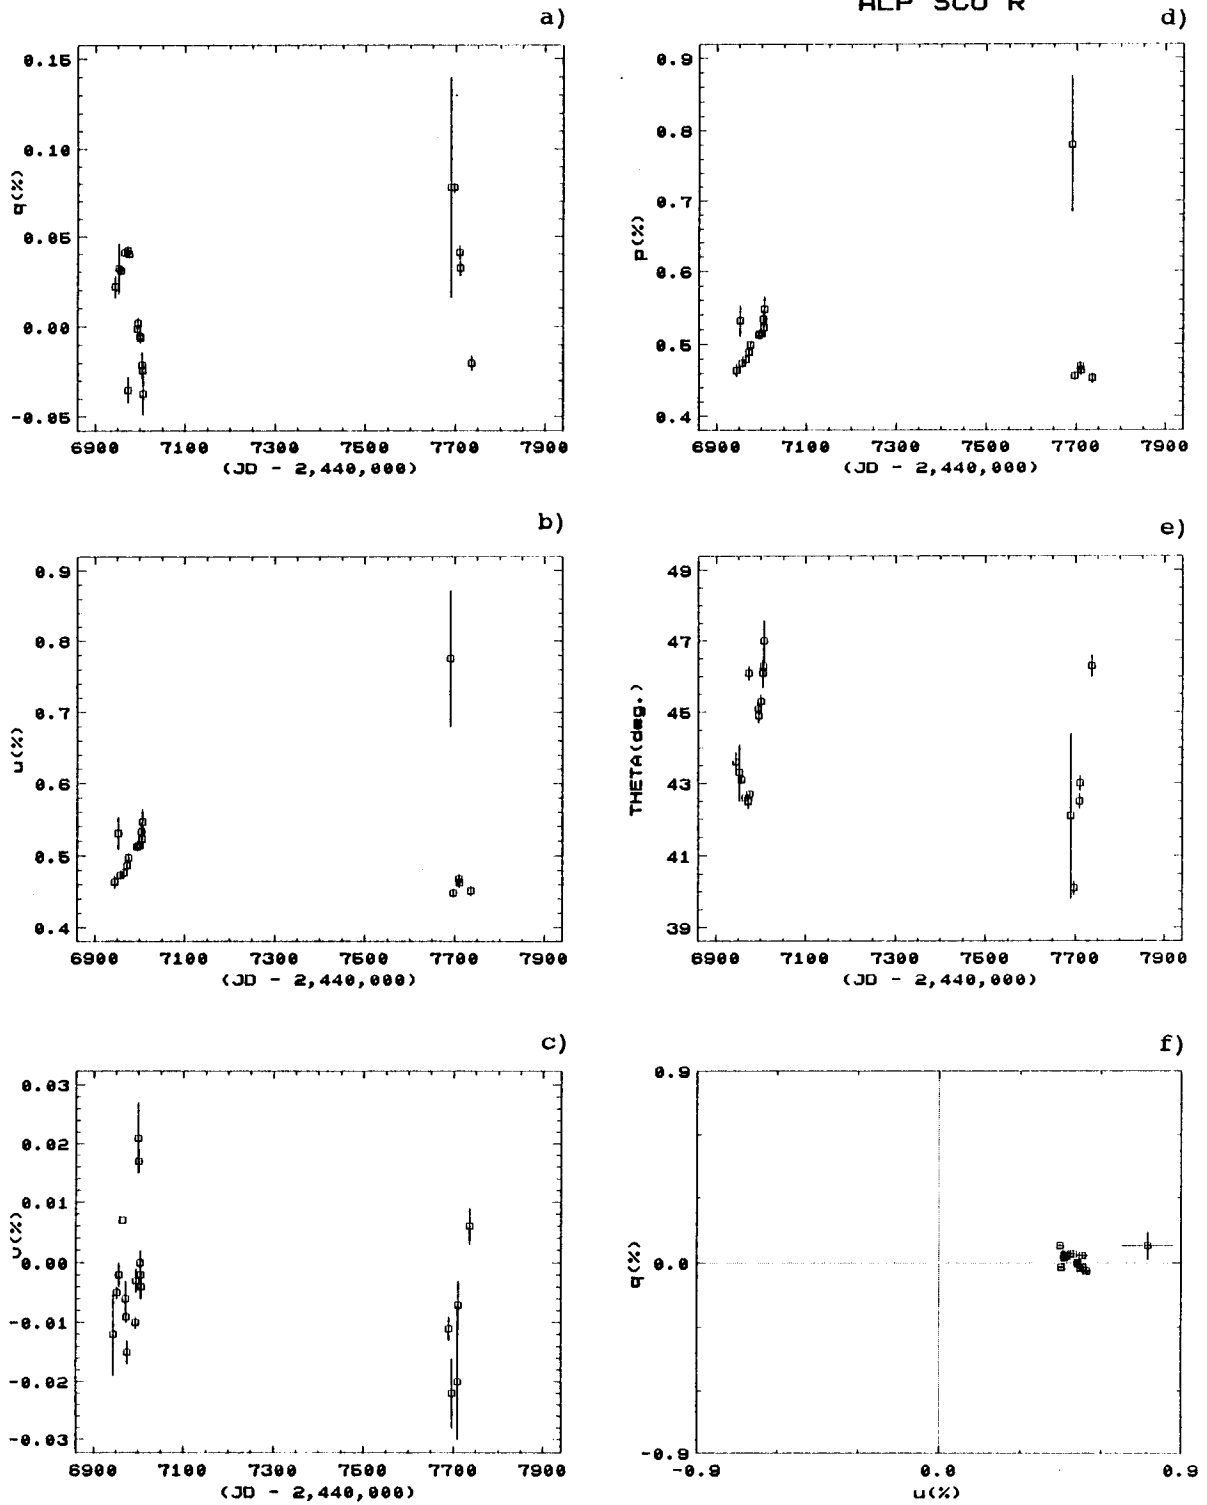 ALP SCO R
a)
0.15
0.10
0.05
0.00
-0.05
q(%)
6900 7100 7300 7500 7700 7900
(JD - 2,440,000)
d)
0.9
0.8
0.7
0.6
0.5
0.4
p(%)
6900 7100 7300 7500 7700 7900
(JD - 2,440,000)
b)
0.9
0.8
0.7
0.6
0.5
0.4
u(%)
6900 7100 7300 7500 7700 7900
(JD - 2,440,000)
e)
49
47
45
43
41
39
THETA(deg.)
6900 7100 7300 7500 7700 7900
(JD - 2,440,000)
c)
0.03
0.02
0.01
0.00
-0.01
-0.02
-0.03
υ(%)
6900 7100 7300 7500 7700 7900
(JD - 2,440,000)
f)
0.9
0.0
-0.9
q(%)
-0.9 0.0 0.9
u(%)